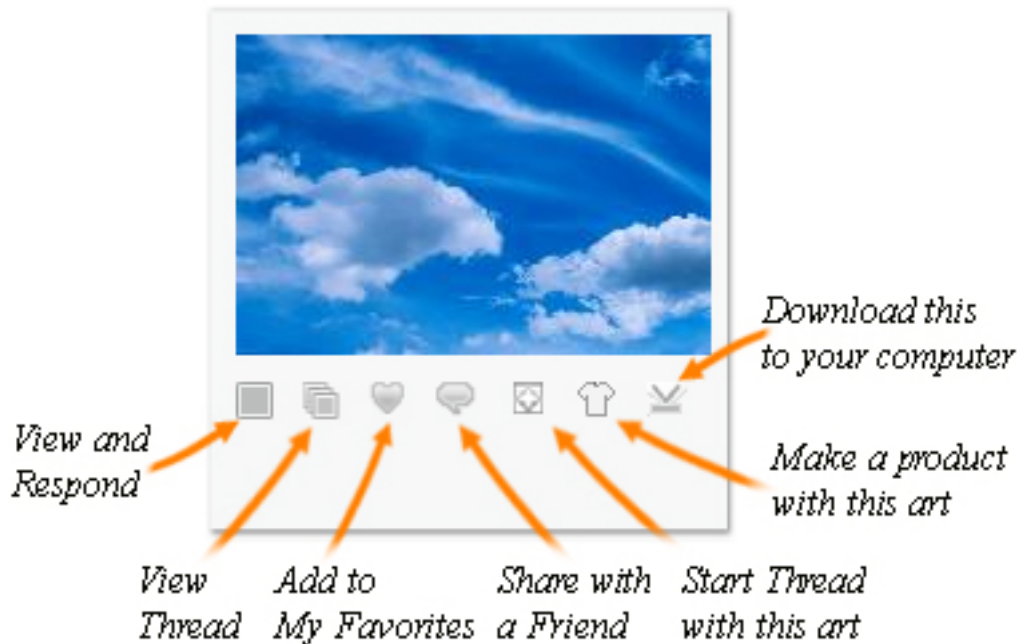 Download this
to your computer
View and
Respond
Make a product
with this art
View
Thread
Add to
My Favorites
Share with
a Friend
Start Thread
with this art